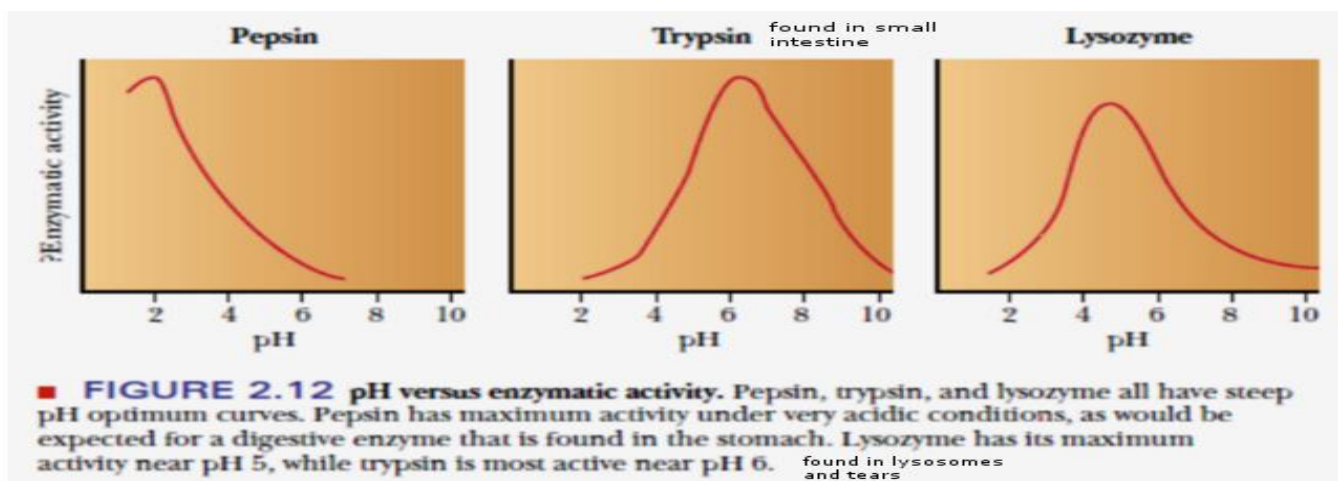 Pepsin
Trypsin found in small
intestine
Lysozyme
?Enzymatic activity
2 4 6 8 10
pH
2 4 6 8 10
pH
2 4 6 8 10
pH
■ FIGURE 2.12 pH versus enzymatic activity. Pepsin, trypsin, and lysozyme all have steep
pH optimum curves. Pepsin has maximum activity under very acidic conditions, as would be
expected for a digestive enzyme that is found in the stomach. Lysozyme has its maximum
activity near pH 5, while trypsin is most active near pH 6. found in lysosomes
and tears